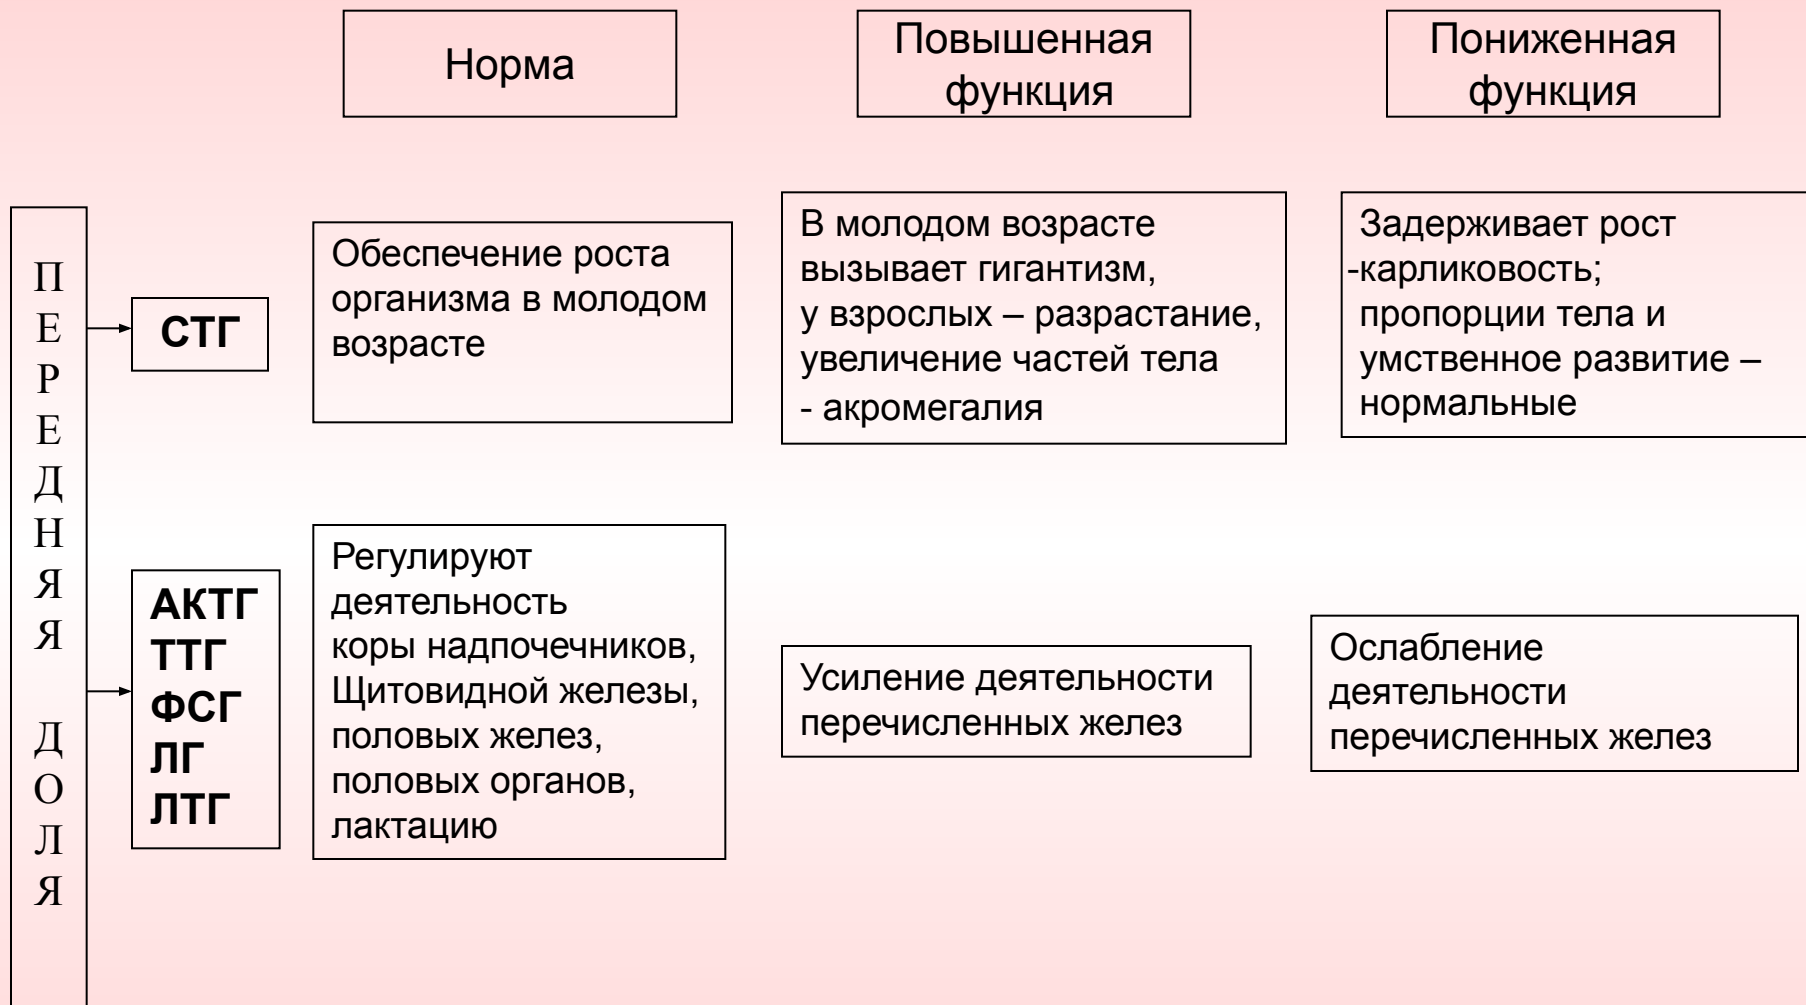 Норма
Повышенная
функция
Пониженная
функция
ПЕРЕДНЯЯ ДОЛЯ
СТГ
Обеспечение роста
организма в молодом
возрасте
В молодом возрасте
вызывает гигантизм,
у взрослых – разрастание,
увеличение частей тела
- акромегалия
Задерживает рост
-карликовость;
пропорции тела и
умственное развитие –
нормальные
АКТГ
ТТГ
ФСГ
ЛГ
ЛТГ
Регулируют
деятельность
коры надпочечников,
Щитовидной железы,
половых желез,
половых органов,
лактацию
Усиление деятельности
перечисленных желез
Ослабление
деятельности
перечисленных желез